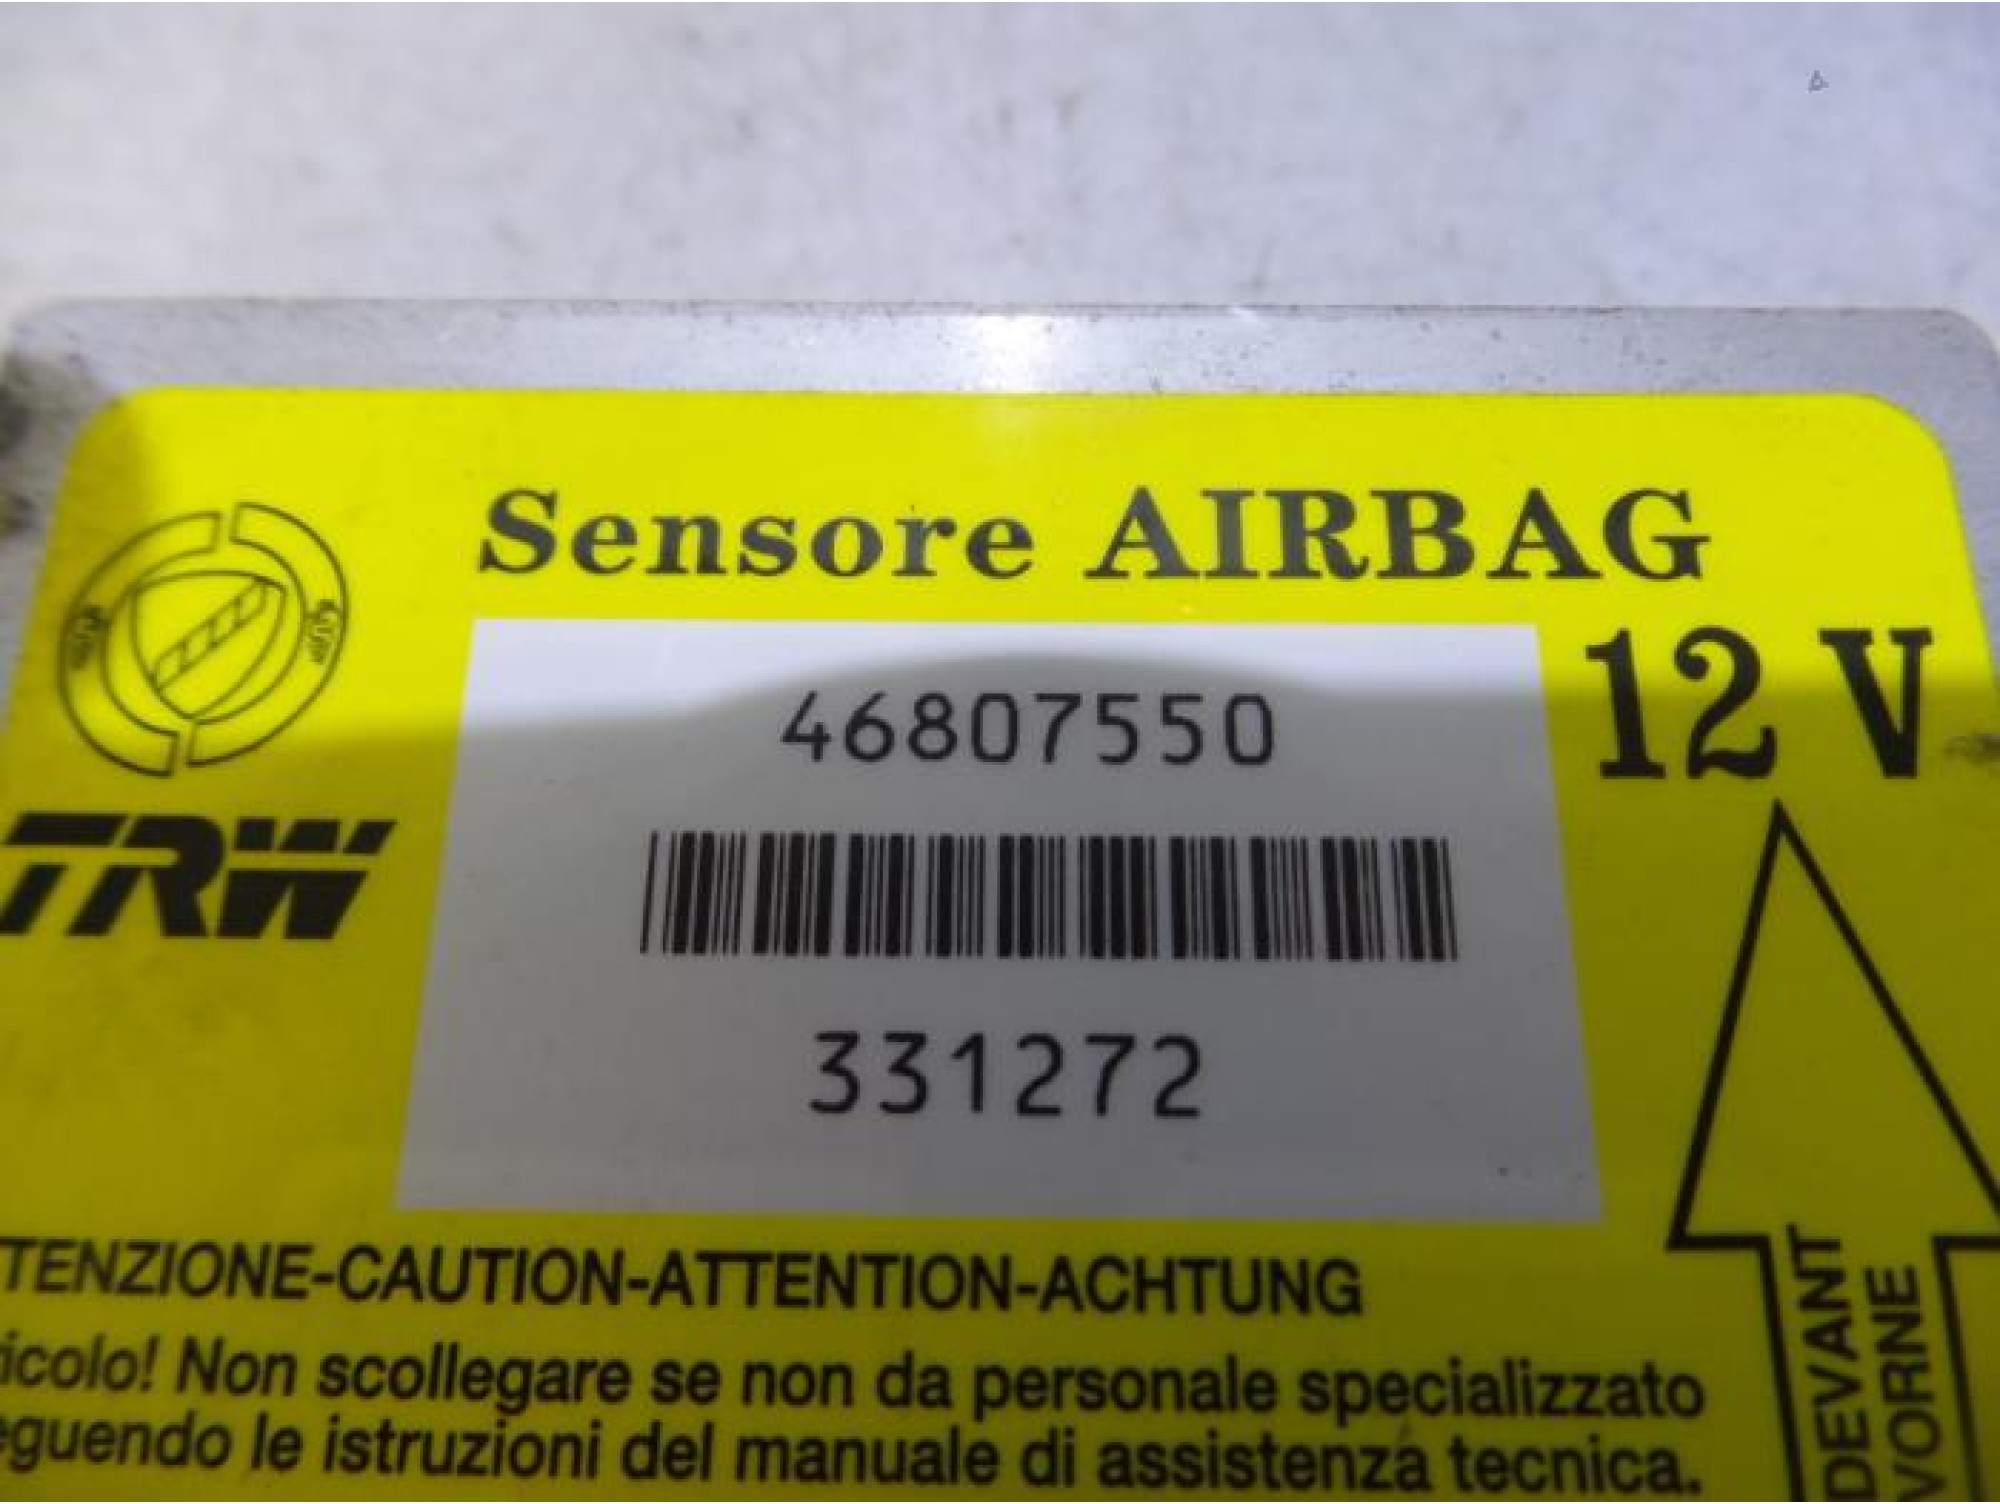 Sensore AIRBAG
12 V
46807550
TRW
331272
TTENZIONE-CAUTION-ATTENTION-ACHTUNG
icolo! Non scollegare se non da personale specializzato
eguendo le istruzioni del manuale di assistenza tecnica.
DEVANT
VORNE